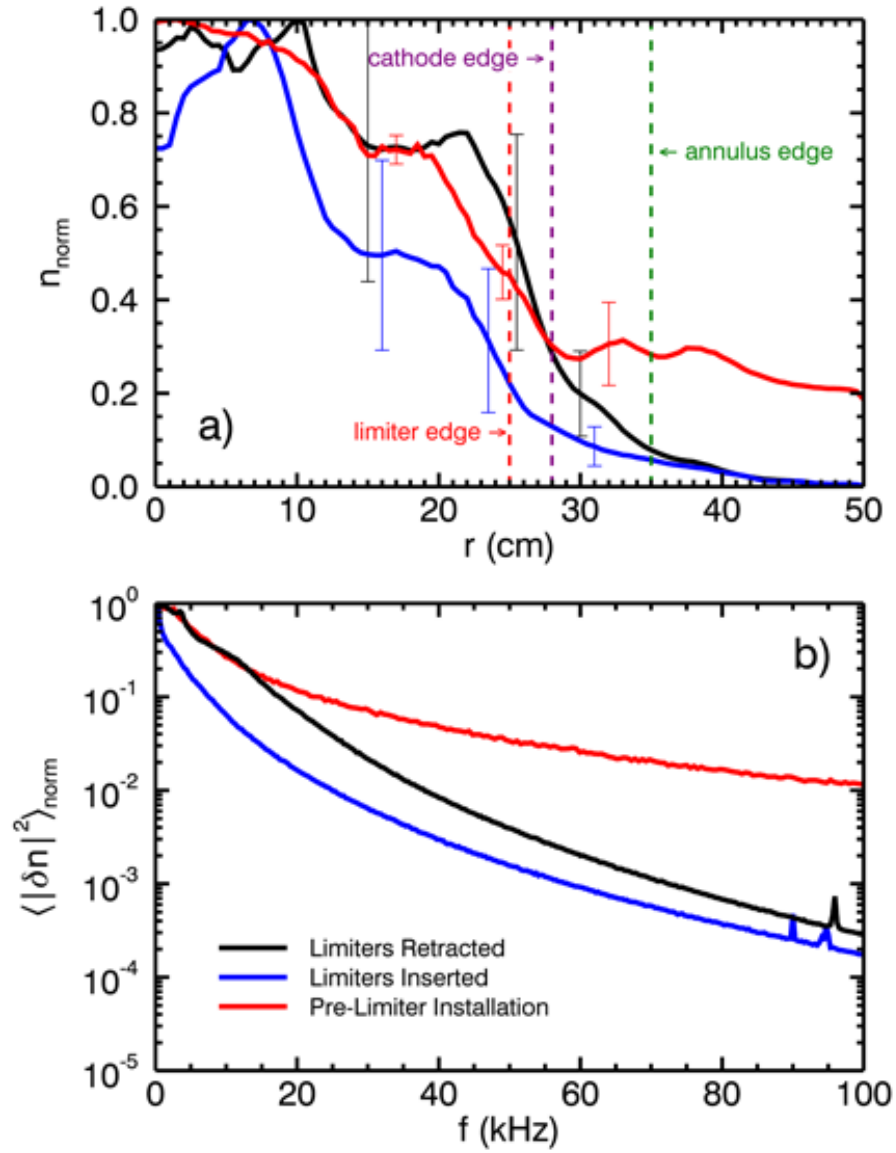 1.0
0.8
0.6
0.4
0.2
0.0
n_norm
cathode edge →
← annulus edge
limiter edge →
a)
0 10 20 30 40 50
r (cm)
10^0
10^-1
10^-2
10^-3
10^-4
10^-5
⟨|δn|^2⟩_norm
b)
Limiters Retracted
Limiters Inserted
Pre-Limiter Installation
0 20 40 60 80 100
f (kHz)